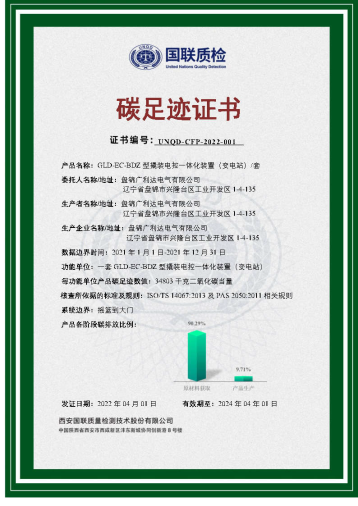 国联质检
United Nations Quality Detection
碳足迹证书
证书编号：UNQD-CFP-2022-001
产品名称：GLD-EC-BDZ 型撬装电控一体化装置（变电站）/套
委托人名称/地址：盘锦广利达电气有限公司
辽宁省盘锦市兴隆台区工业开发区 1-4-135
生产者名称/地址：盘锦广利达电气有限公司
辽宁省盘锦市兴隆台区工业开发区 1-4-135
生产企业名称/地址：盘锦广利达电气有限公司
辽宁省盘锦市兴隆台区工业开发区 1-4-135
数据边界时间：2021 年 1 月 1 日-2021 年 12 月 31 日
功能单位：一套 GLD-EC-BDZ 型撬装电控一体化装置（变电站）
每功能单位产品碳足迹数值：34803 千克二氧化碳当量
核查所依据的标准及规则：ISO/TS 14067:2013 及 PAS 2050:2011 相关规则
系统边界：摇篮到大门
产品各阶段碳排放比例：
90.29%
9.71%
原材料获取 产品生产
发证日期：2022 年 04 月 01 日 有效期至：2024 年 04 月 01 日
西安国联质量检测技术股份有限公司